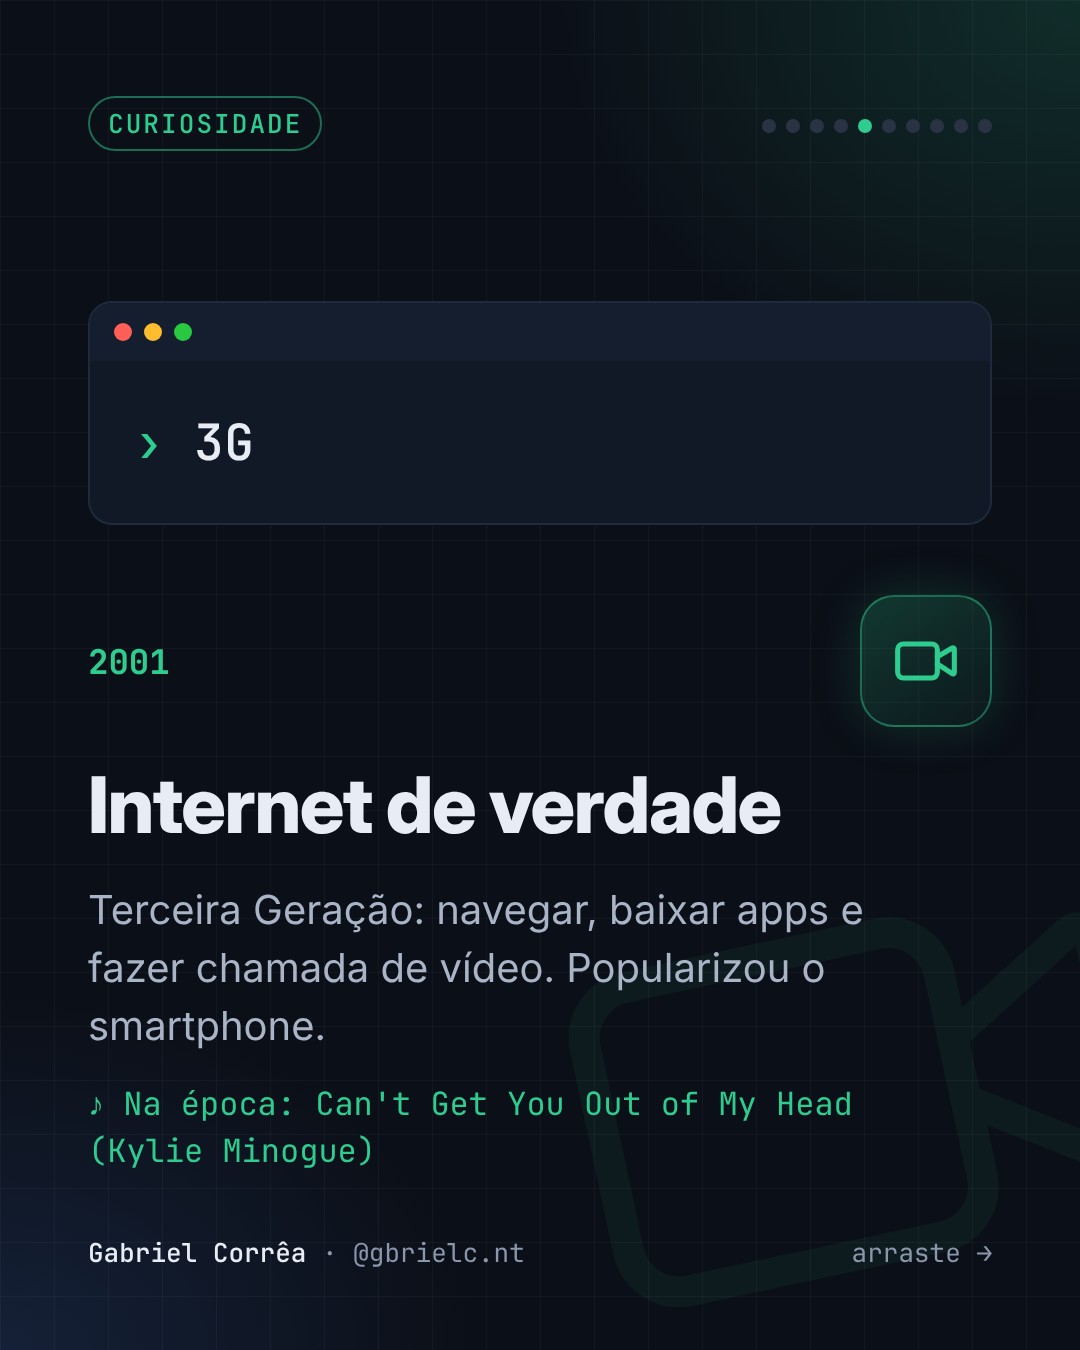 CURIOSIDADE
› 3G
2001
Internet de verdade
Terceira Geração: navegar, baixar apps e
fazer chamada de vídeo. Popularizou o
smartphone.
♪ Na época: Can't Get You Out of My Head
(Kylie Minogue)
Gabriel Corrêa · @gbrielc.nt
arraste →